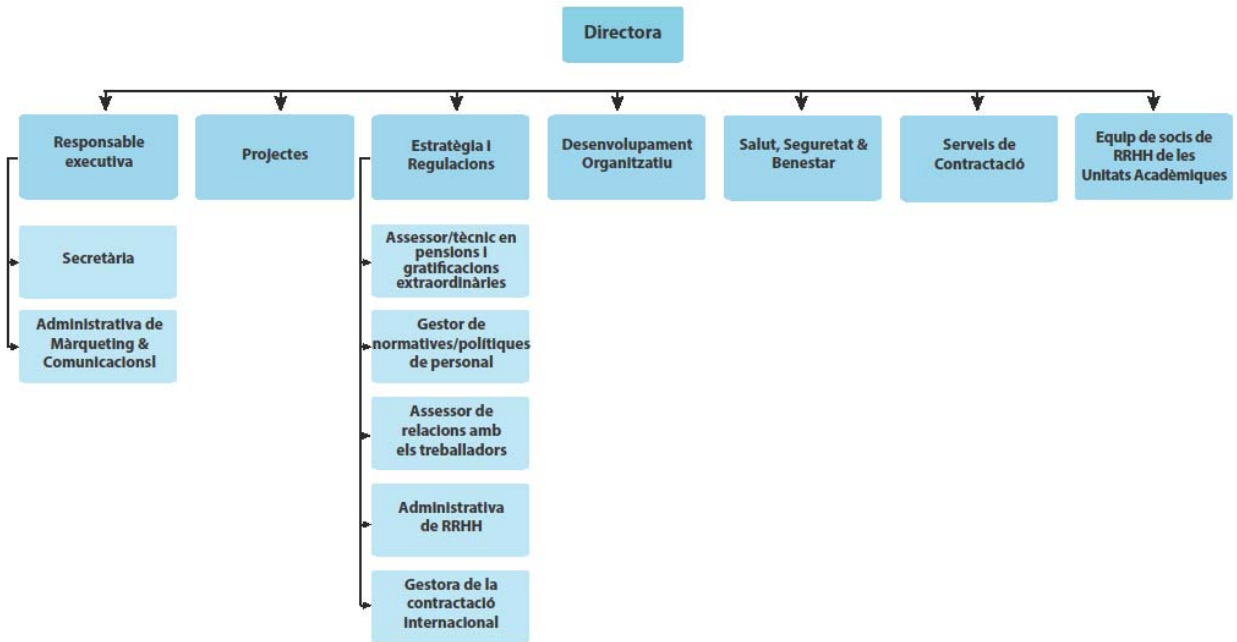 Directora
Responsable
executiva
Projectes
Estratègia i
Regulacions
Desenvolupament
Organitzatiu
Salut, Seguretat &
Benestar
Serveis de
Contractació
Equip de socis de
RRHH de les
Unitats Acadèmiques
Secretària
Administrativa de
Màrqueting &
Comunicacionsl
Assessor/tècnic en
pensions i
gratificacions
extraordinàries
Gestor de
normatives/polítiques
de personal
Assessor de
relacions amb
els treballadors
Administrativa
de RRHH
Gestora de la
contractació
internacional